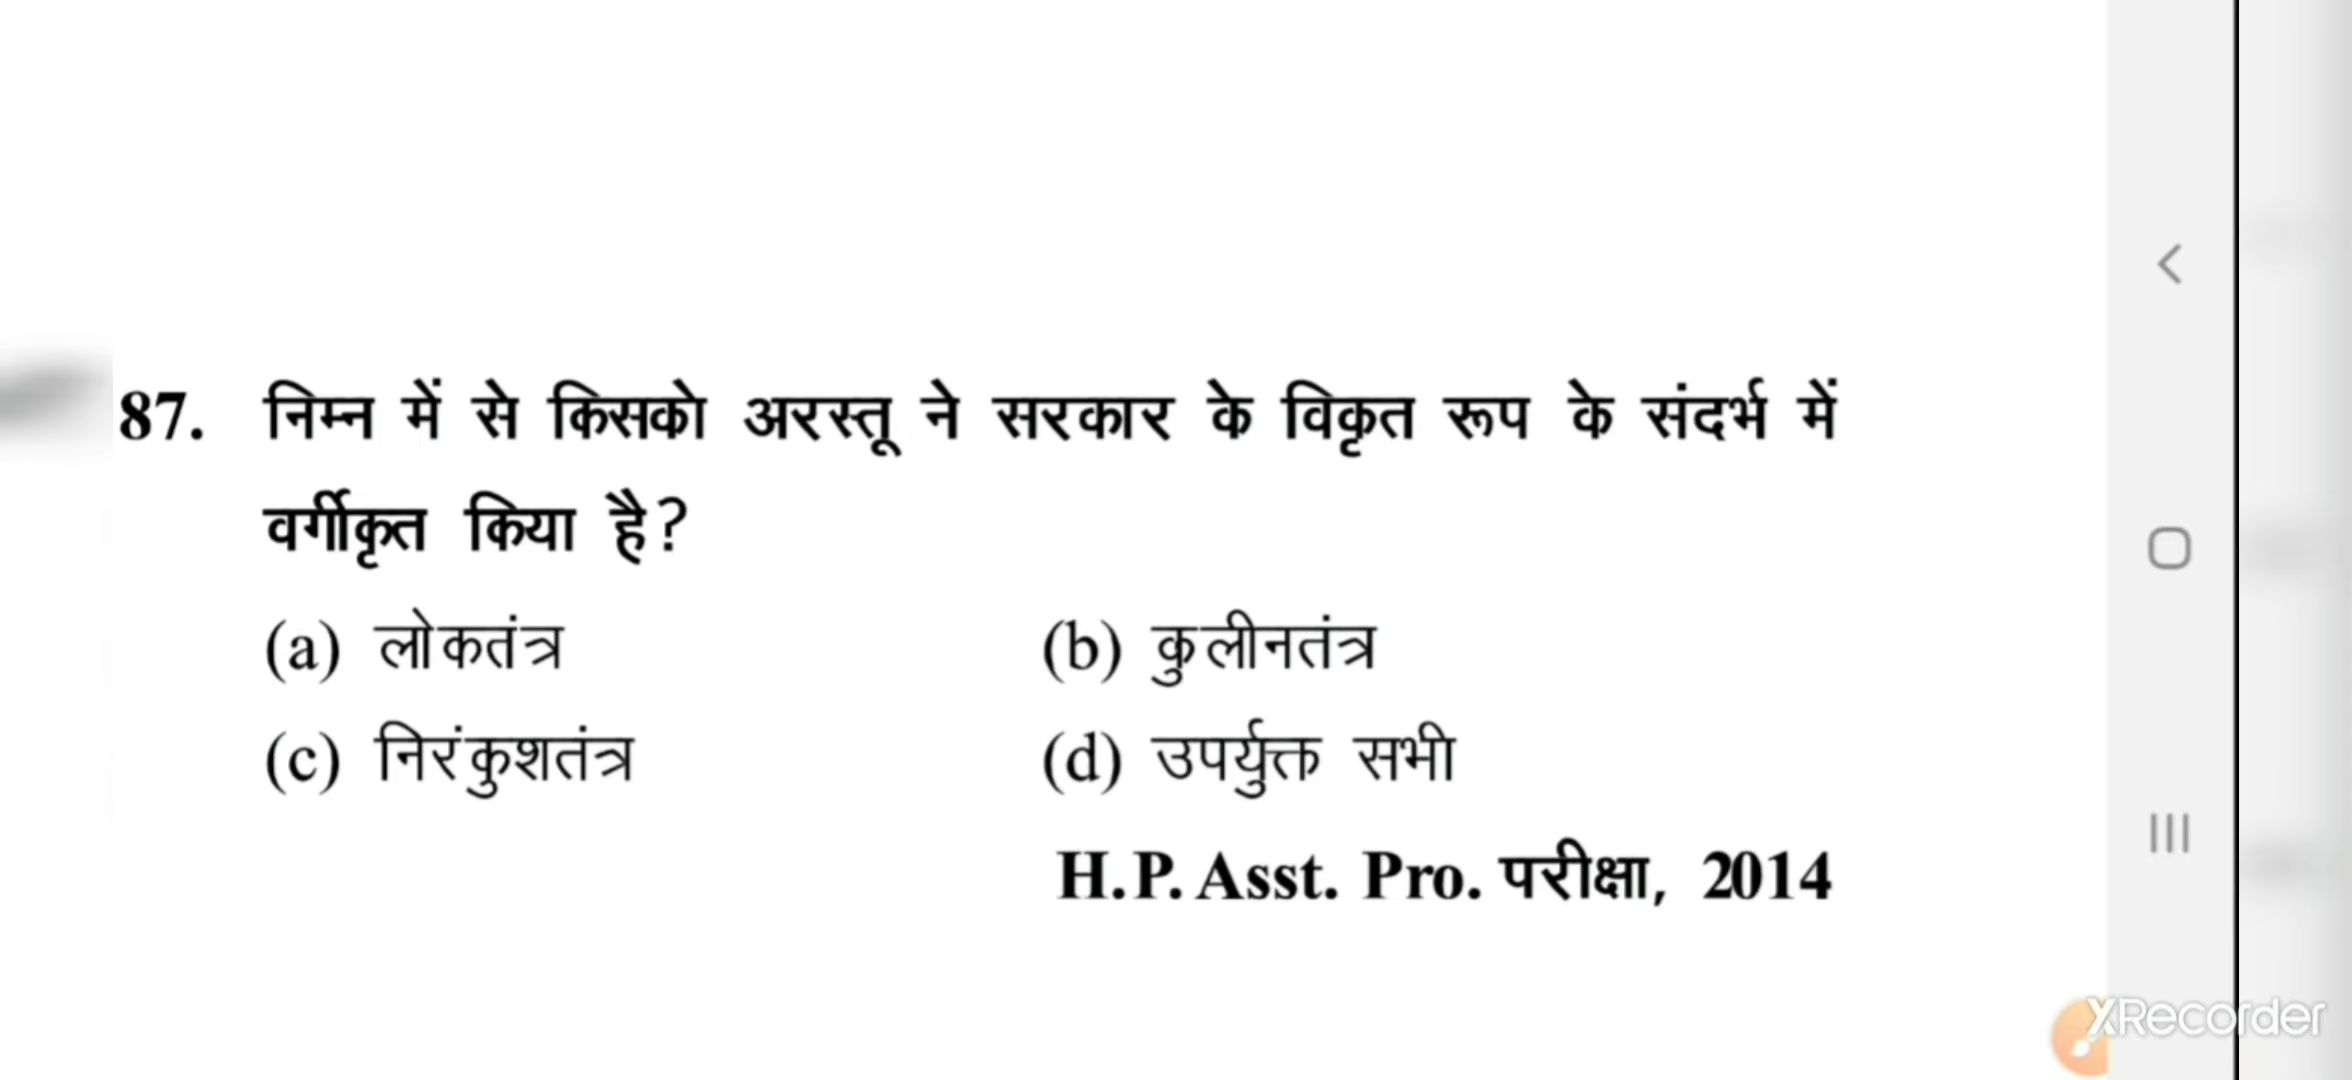 87. निम्न में से किसको अरस्तू ने सरकार के विकृत रूप के संदर्भ में
वर्गीकृत किया है?
(a) लोकतंत्र (b) कुलीनतंत्र
(c) निरंकुशतंत्र (d) उपर्युक्त सभी
H.P. Asst. Pro. परीक्षा, 2014
XRecorder